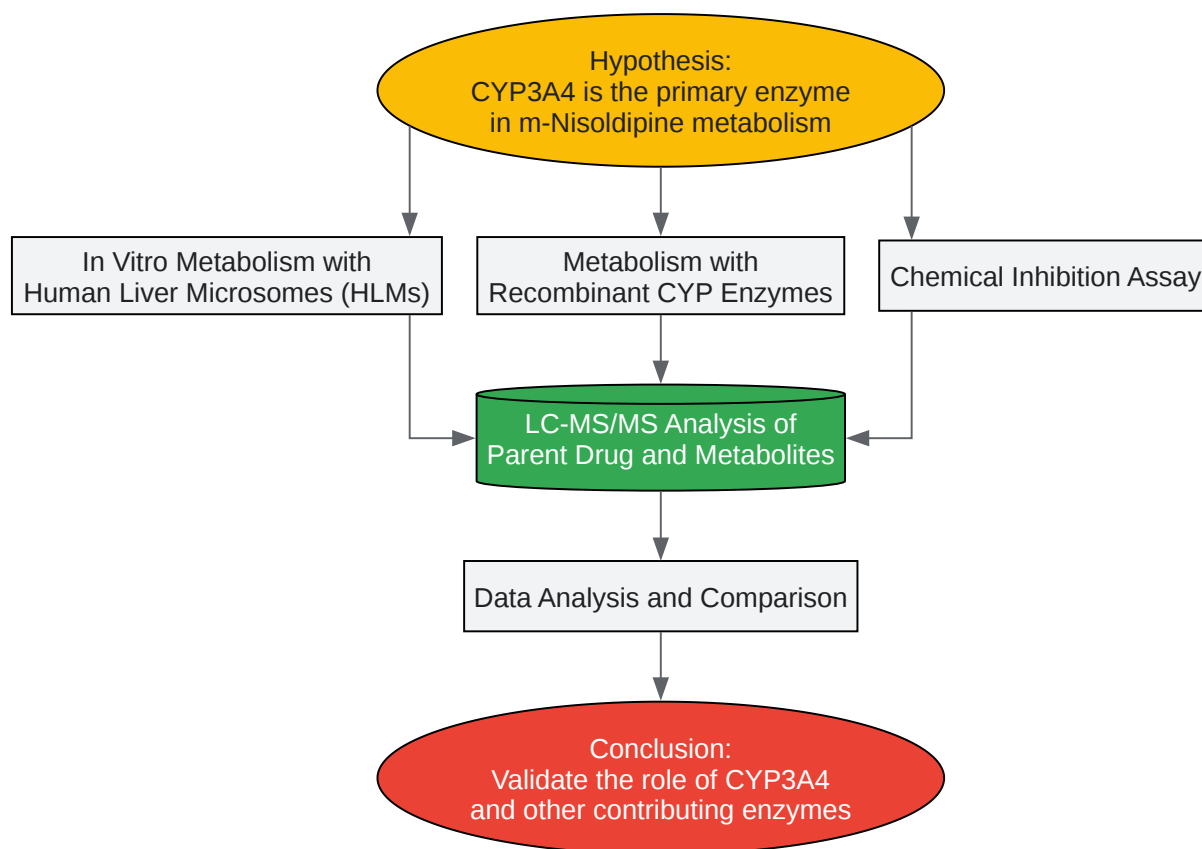 Hypothesis:
CYP3A4 is the primary enzyme
in m-Nisoldipine metabolism
In Vitro Metabolism with
Human Liver Microsomes (HLMs)
Metabolism with
Recombinant CYP Enzymes
Chemical Inhibition Assay
LC-MS/MS Analysis of
Parent Drug and Metabolites
Data Analysis and Comparison
Conclusion:
Validate the role of CYP3A4
and other contributing enzymes